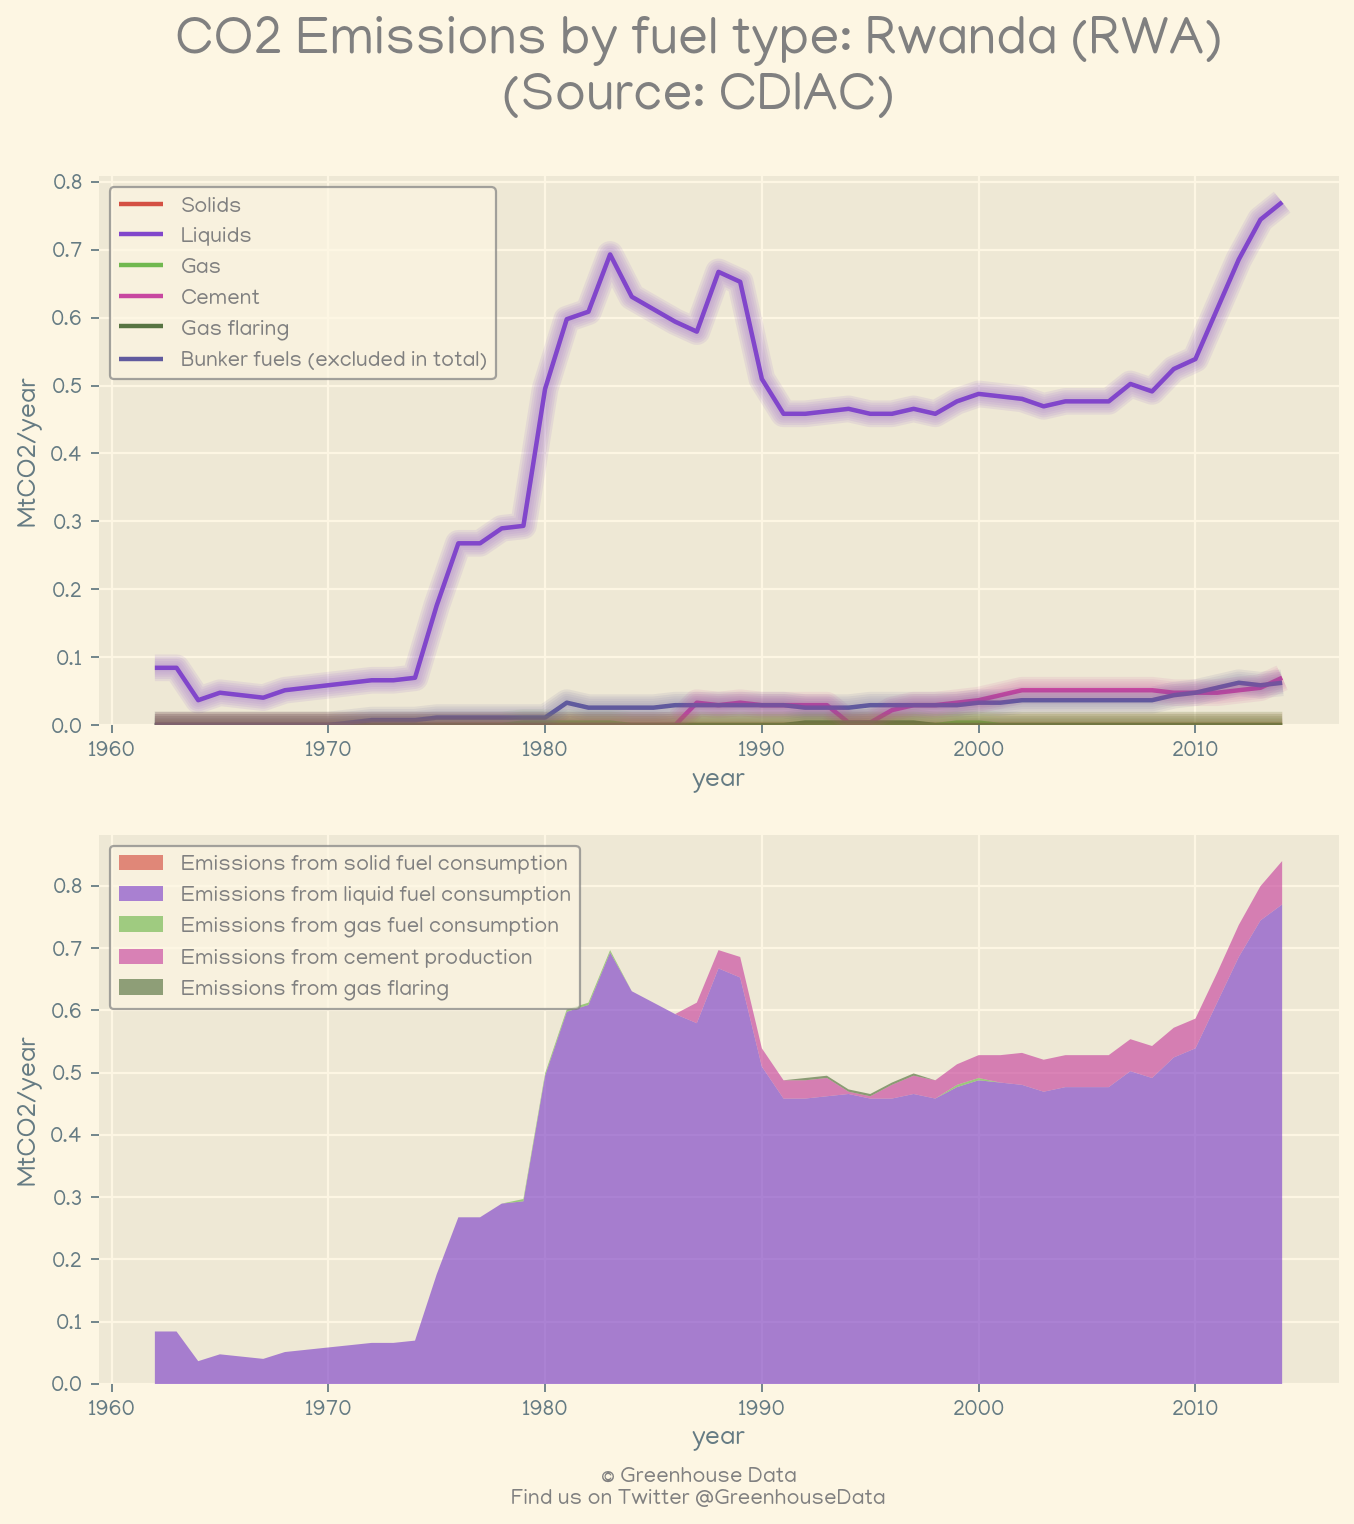 CO2 Emissions by fuel type: Rwanda (RWA)
(Source: CDIAC)
0.8
0.7
0.6
0.5
0.4
0.3
0.2
0.1
0.0
MtCO2/year
Solids
Liquids
Gas
Cement
Gas flaring
Bunker fuels (excluded in total)
1960 1970 1980 1990 2000 2010
year
0.8
0.7
0.6
0.5
0.4
0.3
0.2
0.1
0.0
MtCO2/year
Emissions from solid fuel consumption
Emissions from liquid fuel consumption
Emissions from gas fuel consumption
Emissions from cement production
Emissions from gas flaring
1960 1970 1980 1990 2000 2010
year
© Greenhouse Data
Find us on Twitter @GreenhouseData